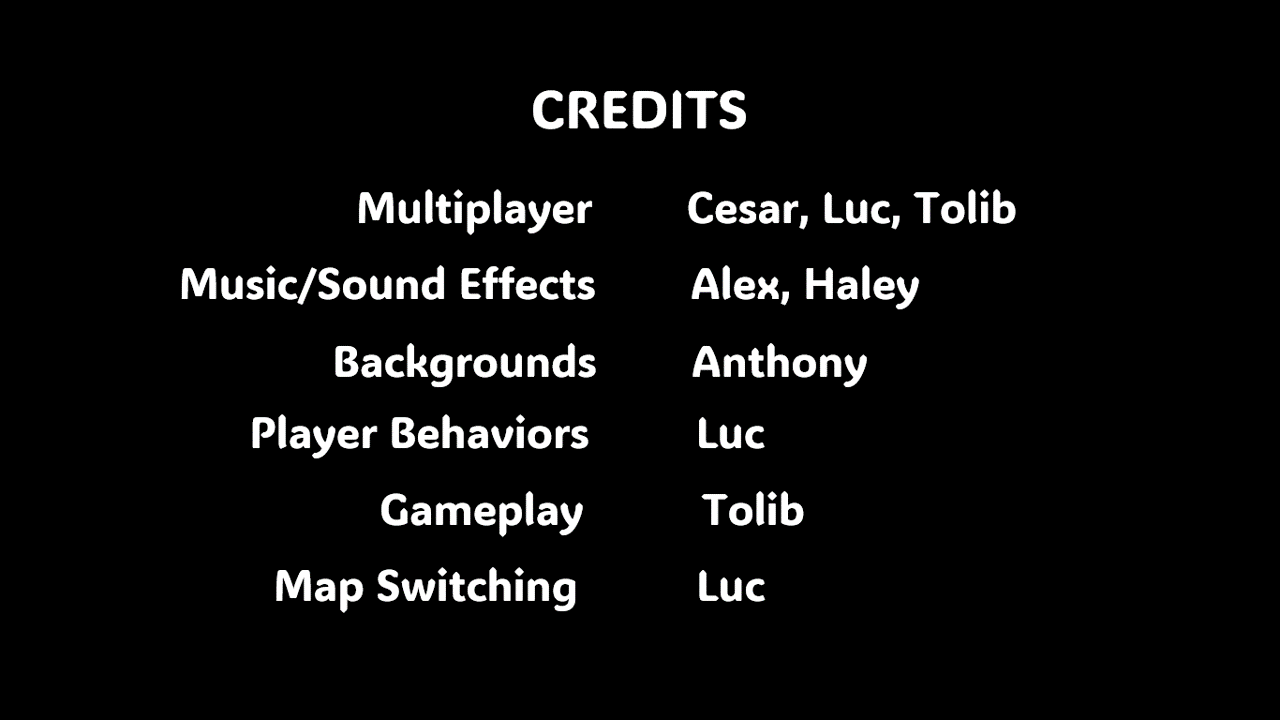 CREDITS
Multiplayer Cesar, Luc, Tolib
Music/Sound Effects Alex, Haley
Backgrounds Anthony
Player Behaviors Luc
Gameplay Tolib
Map Switching Luc